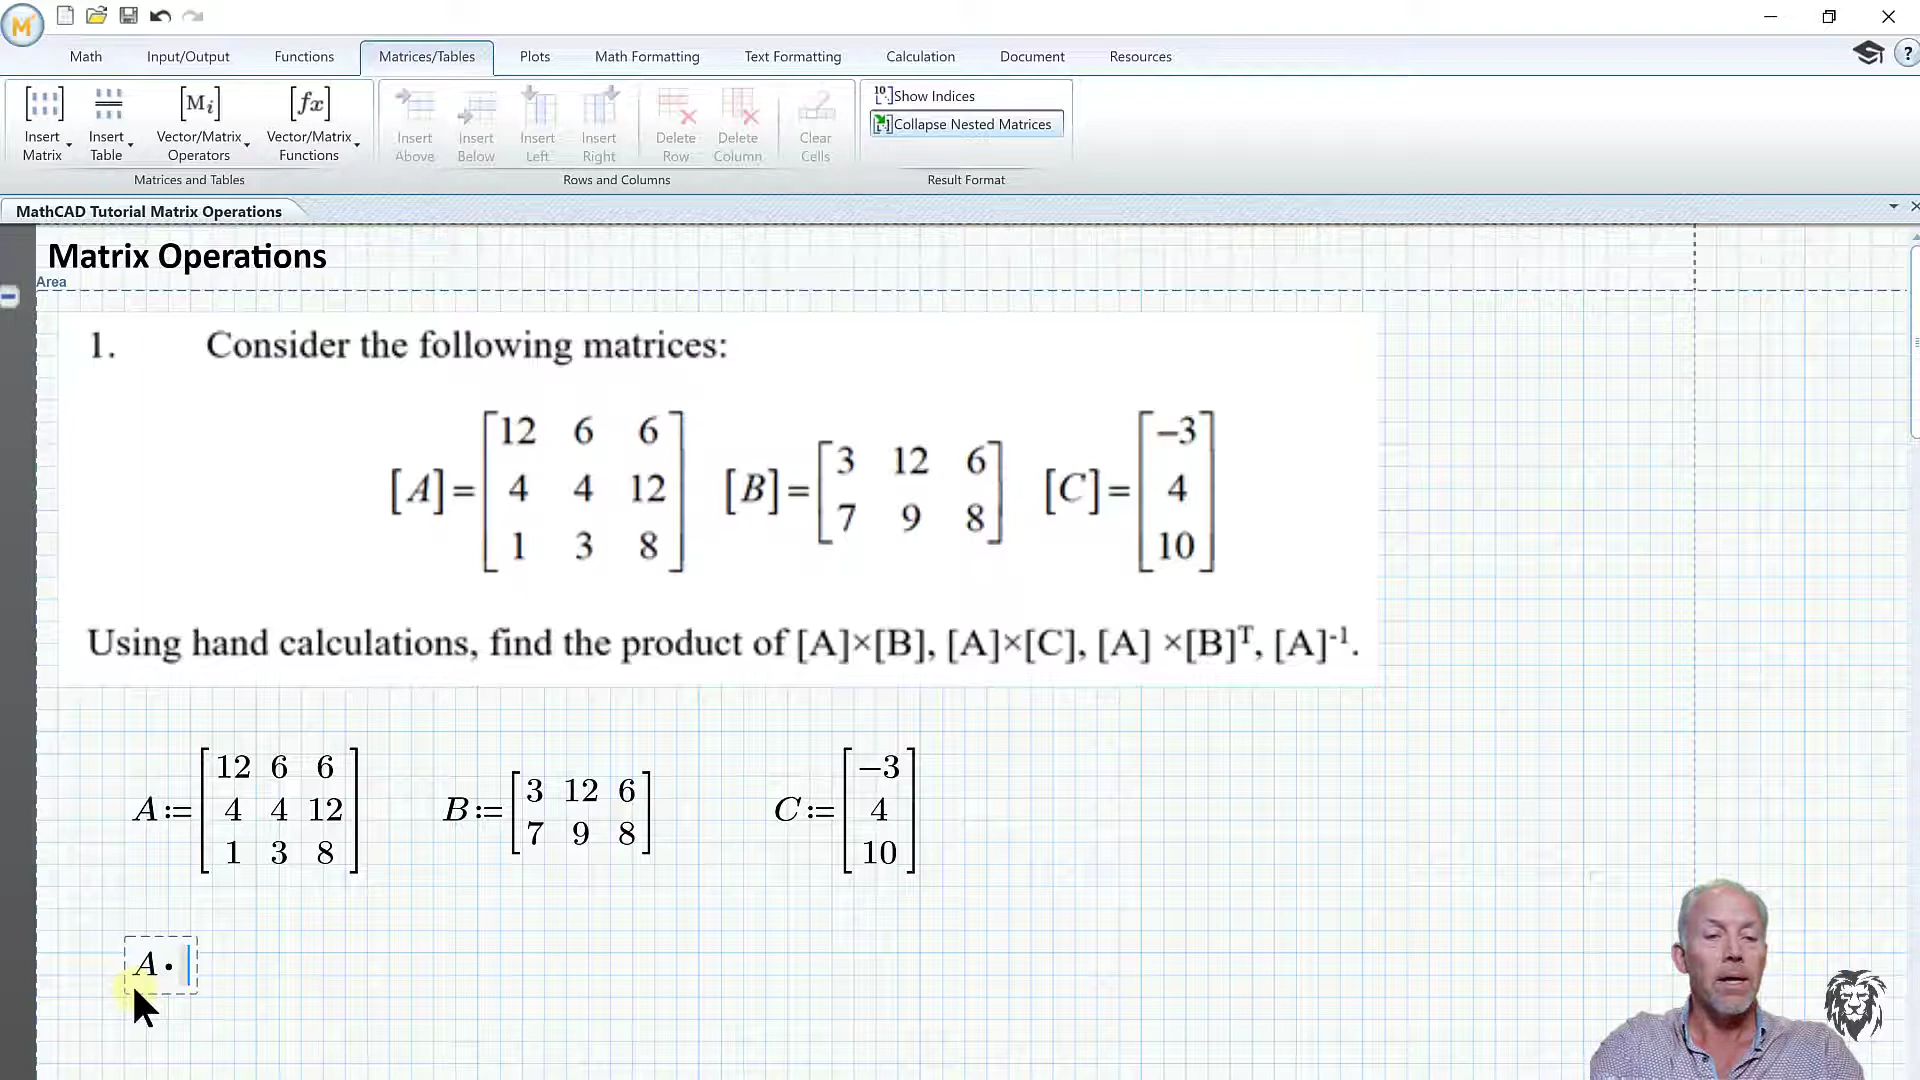 Math Input/Output Functions Matrices/Tables Plots Math Formatting Text Formatting Calculation Document Resources ?
Insert Matrix
Insert Table
[Mᵢ] Vector/Matrix Operators
[fx] Vector/Matrix Functions
Insert Above
Insert Below
Insert Left
Insert Right
Delete Row
Delete Column
Clear Cells
Show Indices
Collapse Nested Matrices
Matrices and Tables Rows and Columns Result Format
MathCAD Tutorial Matrix Operations
Matrix Operations
Area
1. Consider the following matrices:
[A]= [12 6 6; 4 4 12; 1 3 8] [B]= [3 12 6; 7 9 8] [C]= [–3; 4; 10]
Using hand calculations, find the product of [A]×[B], [A]×[C], [A] ×[B]ᵀ, [A]⁻¹.
A:= [12 6 6; 4 4 12; 1 3 8] B:= [3 12 6; 7 9 8] C:= [−3; 4; 10]
A ·